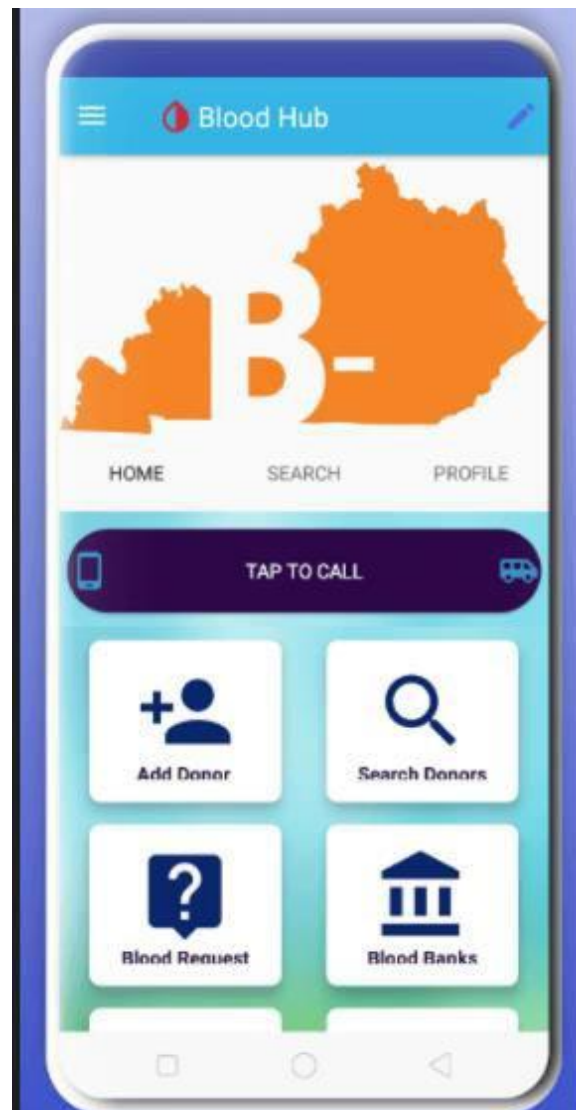 Blood Hub
B-
HOME SEARCH PROFILE
TAP TO CALL
Add Donor Search Donors
?
Blood Request Blood Banks